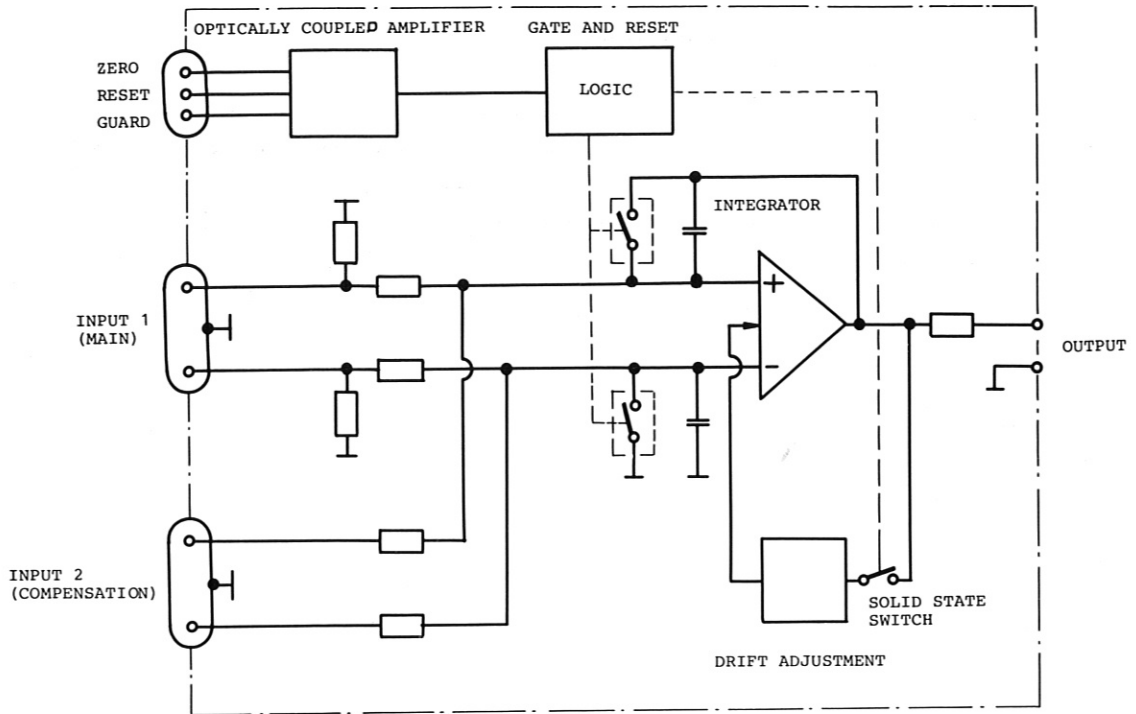 OPTICALLY COUPLED AMPLIFIER
GATE AND RESET
ZERO
RESET
GUARD
LOGIC
INTEGRATOR
+
INPUT 1
(MAIN)
-
OUTPUT
INPUT 2
(COMPENSATION)
SOLID STATE
SWITCH
DRIFT ADJUSTMENT